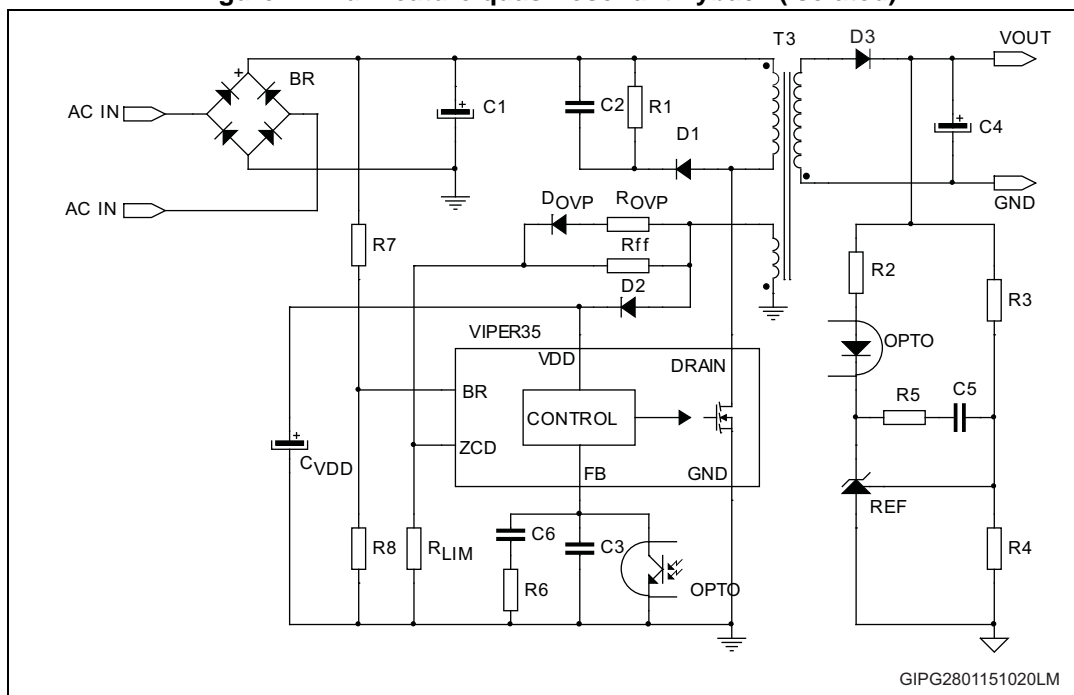 T3
D3
VOUT
BR
AC IN
C1
C2
R1
D1
C4
AC IN
GND
DOVP
ROVP
R7
Rff
R2
R3
D2
VIPER35
OPTO
VDD
DRAIN
BR
R5
C5
CONTROL
ZCD
CVDD
FB
GND
REF
C6
C3
R8
RLIM
R4
R6
OPTO
GIPG2801151020LM